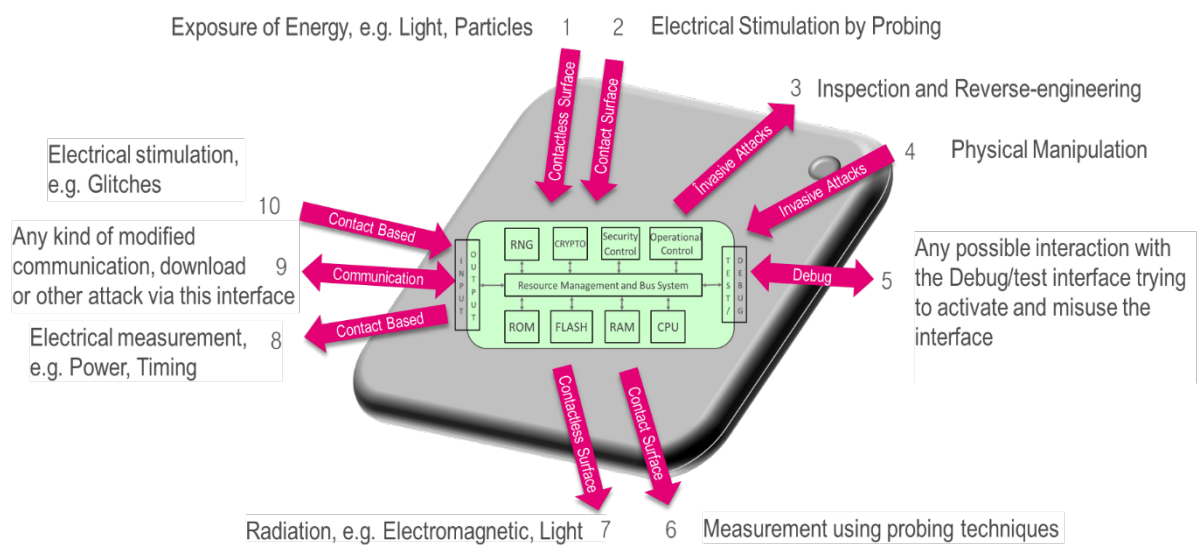 Exposure of Energy, e.g. Light, Particles 1
2 Electrical Stimulation by Probing
3 Inspection and Reverse-engineering
4 Physical Manipulation
Electrical stimulation,
e.g. Glitches
10
Any kind of modified
communication, download 9
or other attack via this interface
Electrical measurement, 8
e.g. Power, Timing
Contactless Surface
Contact Surface
Invasive Attacks
Invasive Attacks
Contact Based
Communication
Contact Based
INPUT
OUTPUT
RNG
CRYPTO
Security
Control
Operational
Control
Resource Management and Bus System
ROM
FLASH
RAM
CPU
TEST/
DEBUG
Debug
5 Any possible interaction with
the Debug/test interface trying
to activate and misuse the
interface
Contactless Surface
Contact Surface
Radiation, e.g. Electromagnetic, Light 7
6 Measurement using probing techniques